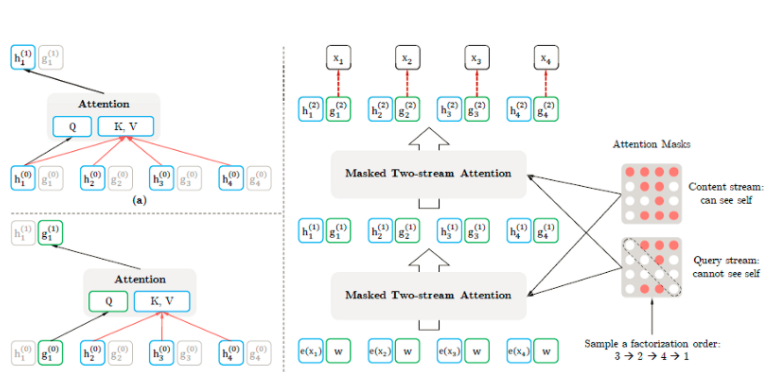 h₁⁽¹⁾ g₁⁽¹⁾
Attention
Q K, V
h₁⁽⁰⁾ g₁⁽⁰⁾ h₂⁽⁰⁾ g₂⁽⁰⁾ h₃⁽⁰⁾ g₃⁽⁰⁾ h₄⁽⁰⁾ g₄⁽⁰⁾
(a)
h₁⁽¹⁾ g₁⁽¹⁾
Attention
Q K, V
h₁⁽⁰⁾ g₁⁽⁰⁾ h₂⁽⁰⁾ g₂⁽⁰⁾ h₃⁽⁰⁾ g₃⁽⁰⁾ h₄⁽⁰⁾ g₄⁽⁰⁾
x₁ x₂ x₃ x₄
h₁⁽²⁾ g₁⁽²⁾ h₂⁽²⁾ g₂⁽²⁾ h₃⁽²⁾ g₃⁽²⁾ h₄⁽²⁾ g₄⁽²⁾
Masked Two-stream Attention
h₁⁽¹⁾ g₁⁽¹⁾ h₂⁽¹⁾ g₂⁽¹⁾ h₃⁽¹⁾ g₃⁽¹⁾ h₄⁽¹⁾ g₄⁽¹⁾
Masked Two-stream Attention
e(x₁) w e(x₂) w e(x₃) w e(x₄) w
Attention Masks
Content stream:
can see self
Query stream:
cannot see self
Sample a factorization order:
3 → 2 → 4 → 1